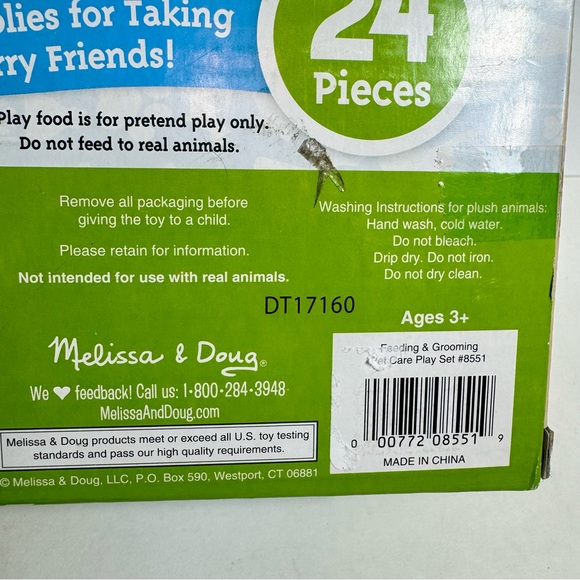 plies for Taking
rry Friends!
24
Pieces
Play food is for pretend play only.
Do not feed to real animals.
Remove all packaging before
giving the toy to a child.
Please retain for information.
Not intended for use with real animals.
Washing Instructions for plush animals:
Hand wash, cold water.
Do not bleach.
Drip dry. Do not iron.
Do not dry clean.
DT17160
Ages 3+
Melissa & Doug®
We ♥ feedback! Call us: 1-800-284-3948
MelissaAndDoug.com
Melissa & Doug products meet or exceed all U.S. toy testing
standards and pass our high quality requirements.
© Melissa & Doug, LLC, P.O. Box 590, Westport, CT 06881
Feeding & Grooming
Pet Care Play Set #8551
0 00772 08551 9
MADE IN CHINA